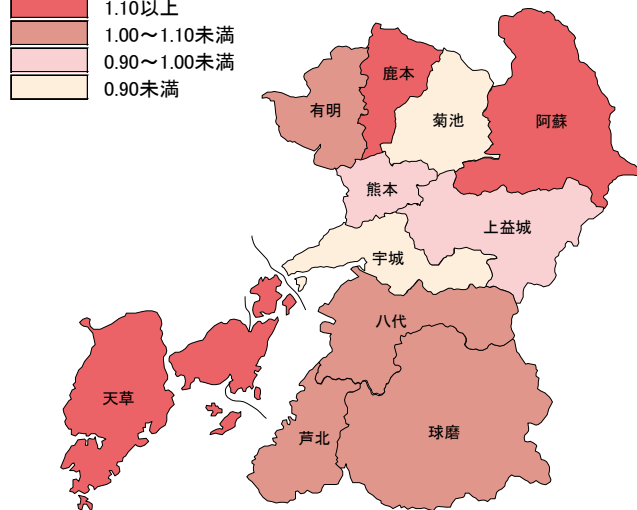 1.10以上
1.00～1.10未満
0.90～1.00未満
0.90未満
鹿本
有明
菊池
阿蘇
熊本
上益城
宇城
八代
天草
芦北
球磨